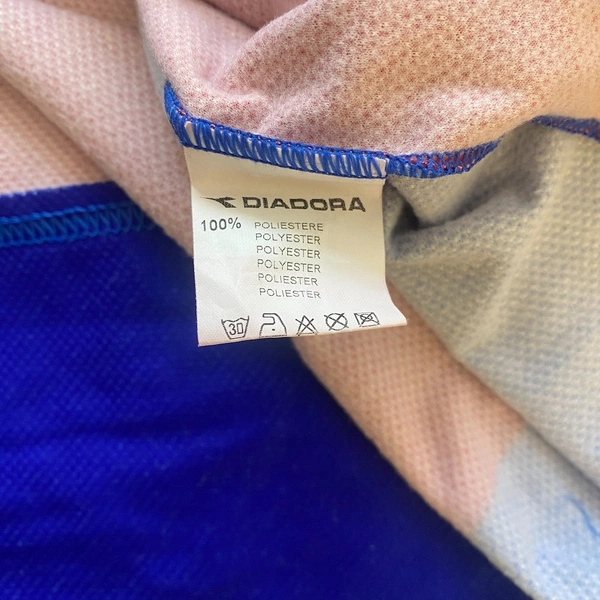 DIADORA
100% POLIESTERE
POLYESTER
POLYESTER
POLYESTER
POLIESTER
POLIESTER
30